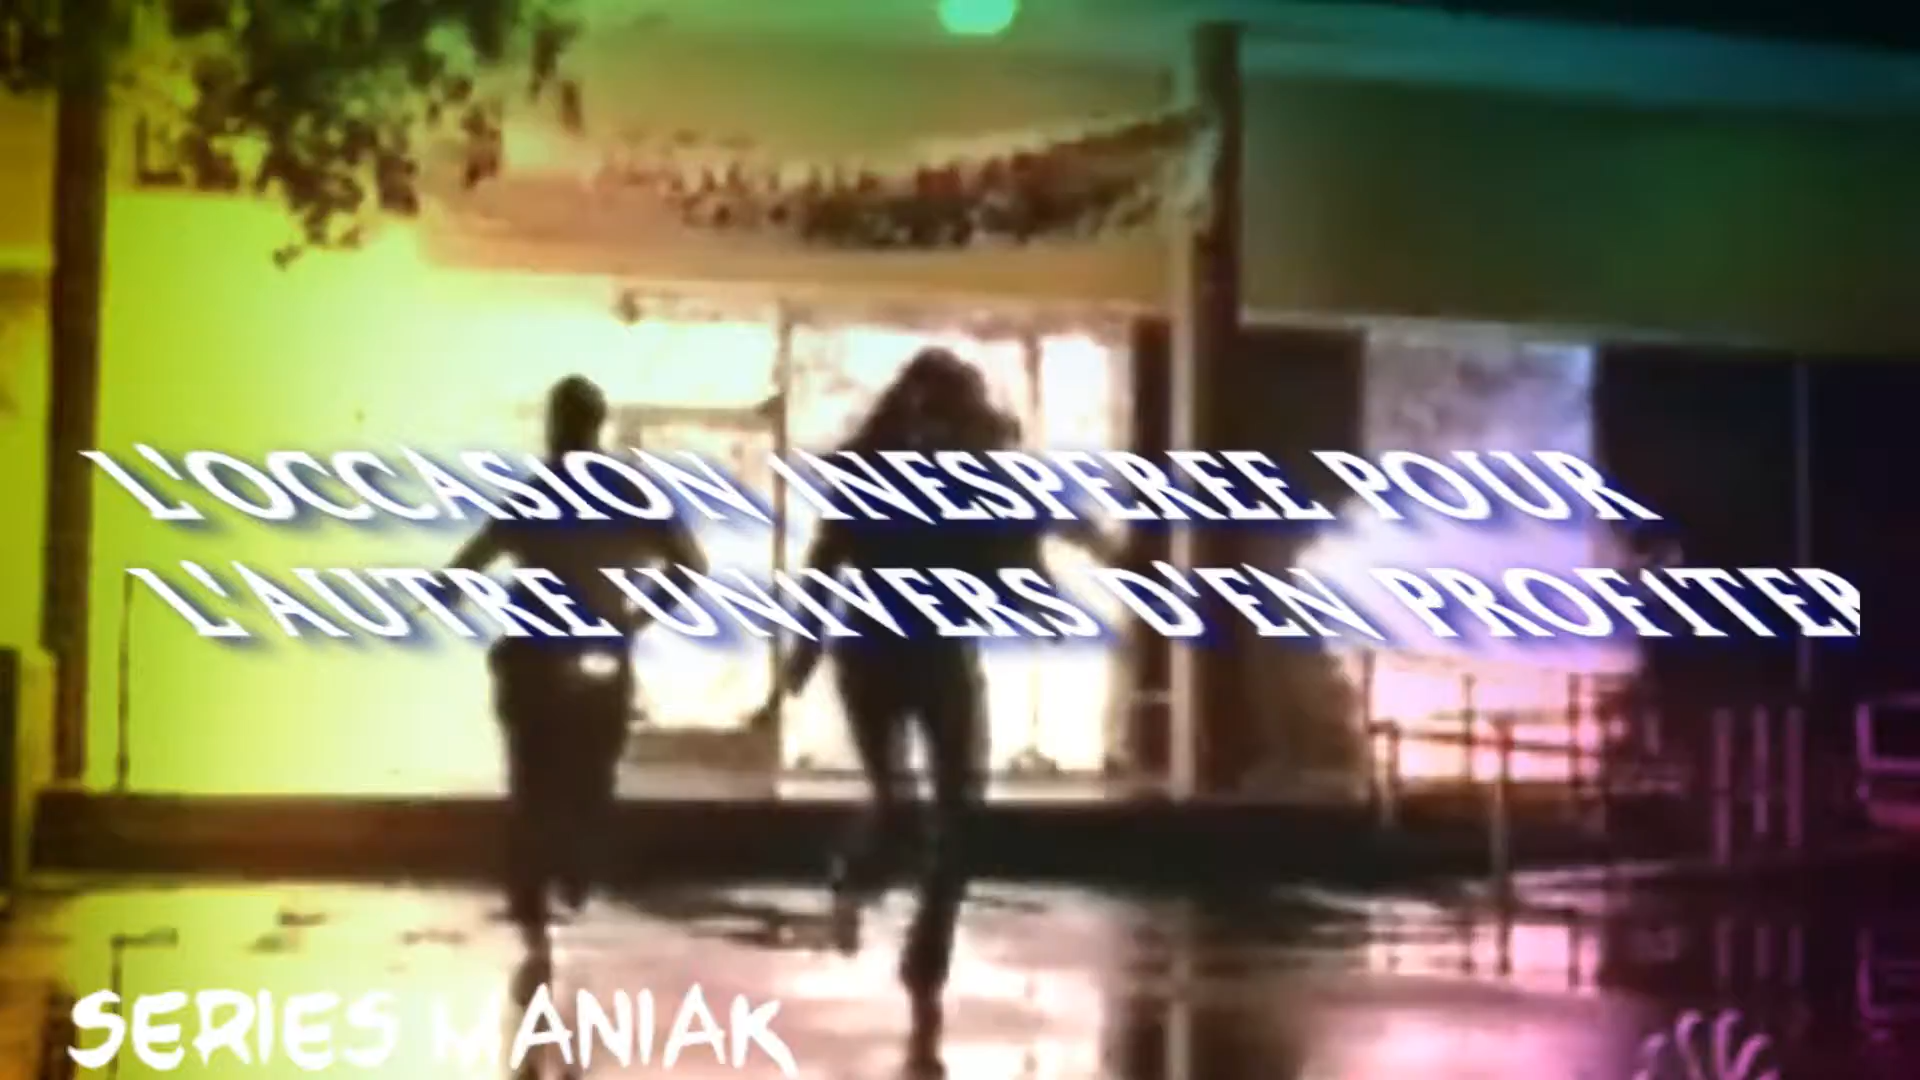 L'OCCASION INESPEREE POUR
L'AUTRE UNIVERS D'EN PROFITER
SERIES MANIAK